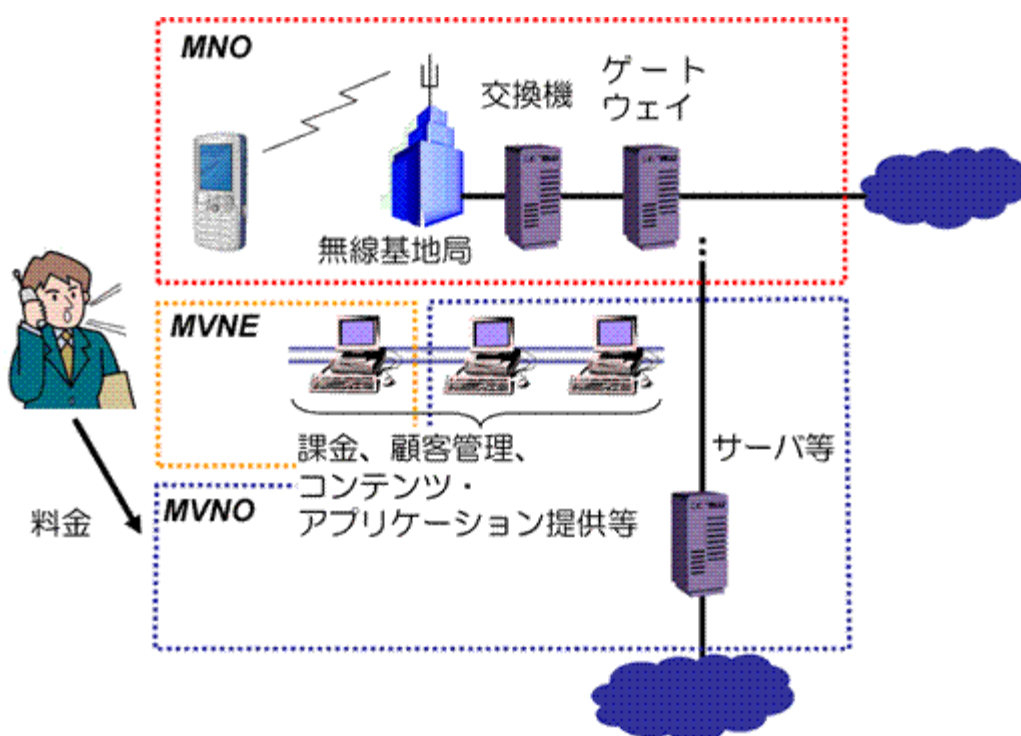 MNO
交換機
ゲート
ウェイ
無線基地局
MVNE
課金、顧客管理、
コンテンツ・
アプリケーション提供等
サーバ等
MVNO
料金